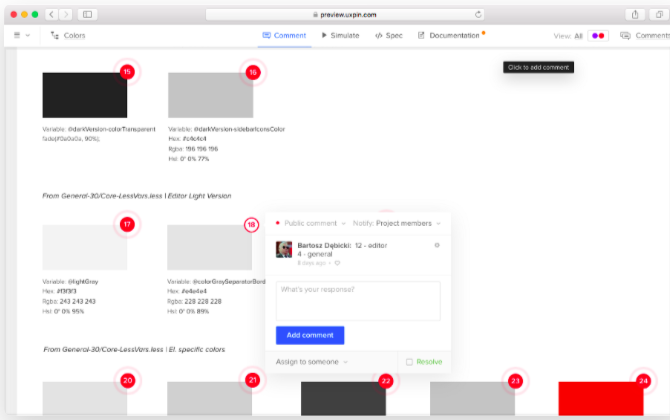 preview.uxpin.com
Colors
Comment
Simulate
</> Spec
Documentation
View: All
Comments
Click to add comment
15
16
Variable: @darkVersion-colorTransparent
fade(#0a0a0a, 90%);
Variable: @darkVersion-sidebarIconsColor
Hex: #c4c4c4
Rgba: 196 196 196
Hsl: 0° 0% 77%
From General-30/Core-LessVars.less | Editor Light Version
17
18
Variable: @lightGrey
Hex: #f3f3f3
Rgba: 243 243 243
Hsl: 0° 0% 95%
Variable: @colorGreySeparatorBord
Hex: #e4e4e4
Rgba: 228 228 228
Hsl: 0° 0% 89%
Public comment
Notify: Project members
Bartosz Dębicki: 12 - editor
4 - general
8 days ago
What's your response?
Add comment
Assign to someone
Resolve
From General-30/Core-LessVars.less | El. specific colors
20
21
22
23
24